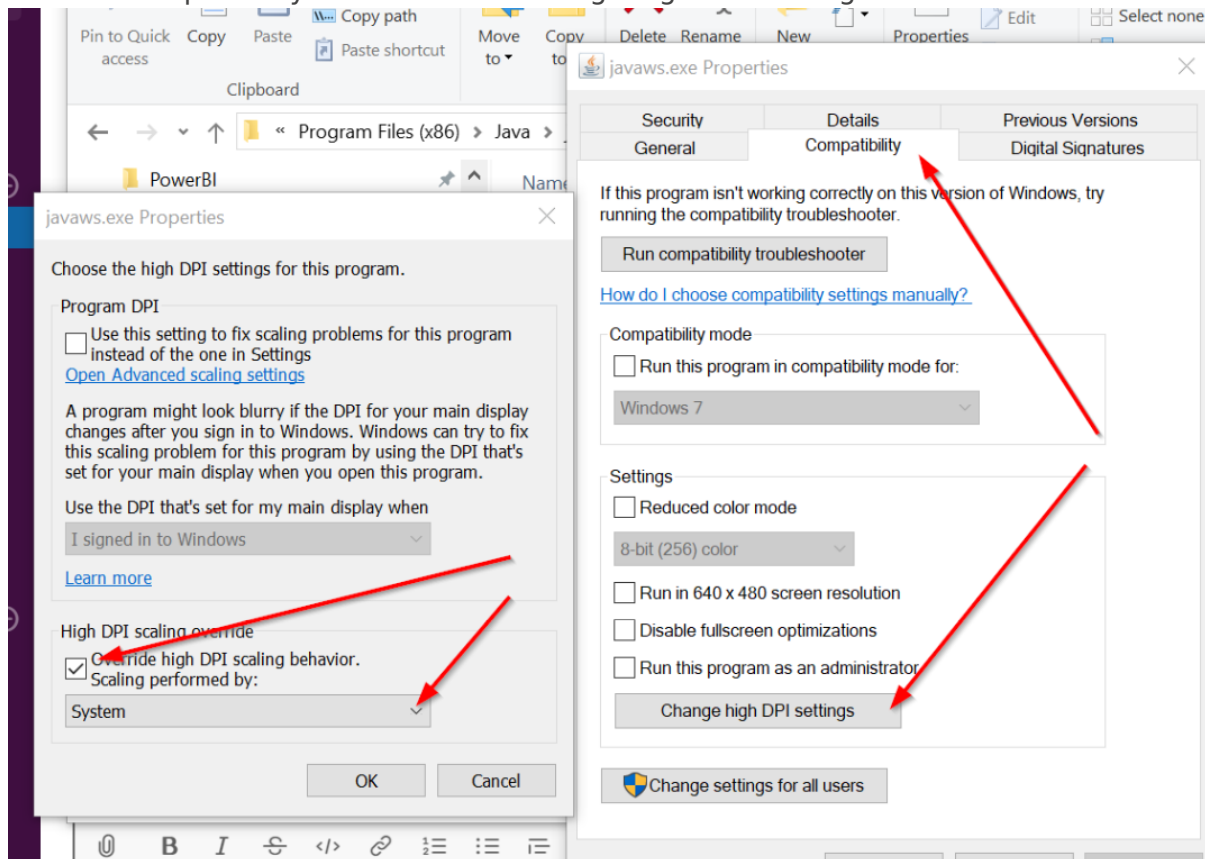 Copy path
Edit
Select none
Pin to Quick access
Copy
Paste
Paste shortcut
Move to
Copy to
Delete
Rename
New
Properties
Clipboard
« Program Files (x86) > Java >
PowerBI
Name
javaws.exe Properties
Choose the high DPI settings for this program.
Program DPI
Use this setting to fix scaling problems for this program
instead of the one in Settings
Open Advanced scaling settings
A program might look blurry if the DPI for your main display
changes after you sign in to Windows. Windows can try to fix
this scaling problem for this program by using the DPI that's
set for your main display when you open this program.
Use the DPI that's set for my main display when
I signed in to Windows
Learn more
High DPI scaling override
Override high DPI scaling behavior.
Scaling performed by:
System
OK
Cancel
javaws.exe Properties
Security
Details
Previous Versions
General
Compatibility
Digital Signatures
If this program isn't working correctly on this version of Windows, try
running the compatibility troubleshooter.
Run compatibility troubleshooter
How do I choose compatibility settings manually?
Compatibility mode
Run this program in compatibility mode for:
Windows 7
Settings
Reduced color mode
8-bit (256) color
Run in 640 x 480 screen resolution
Disable fullscreen optimizations
Run this program as an administrator
Change high DPI settings
Change settings for all users
B I S </>